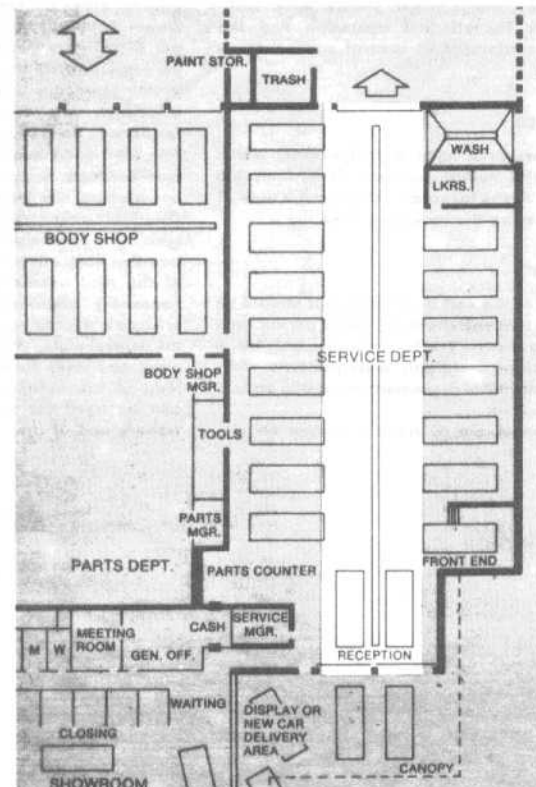 PAINT STOR.
TRASH
WASH
LKRS.
BODY SHOP
SERVICE DEPT.
BODY SHOP
MGR.
TOOLS
PARTS
MGR.
PARTS DEPT.
PARTS COUNTER
FRONT END
M
W
MEETING
ROOM
GEN. OFF.
CASH
SERVICE
MGR.
RECEPTION
WAITING
CLOSING
DISPLAY OR
NEW CAR
DELIVERY
AREA
CANOPY
SHOWROOM